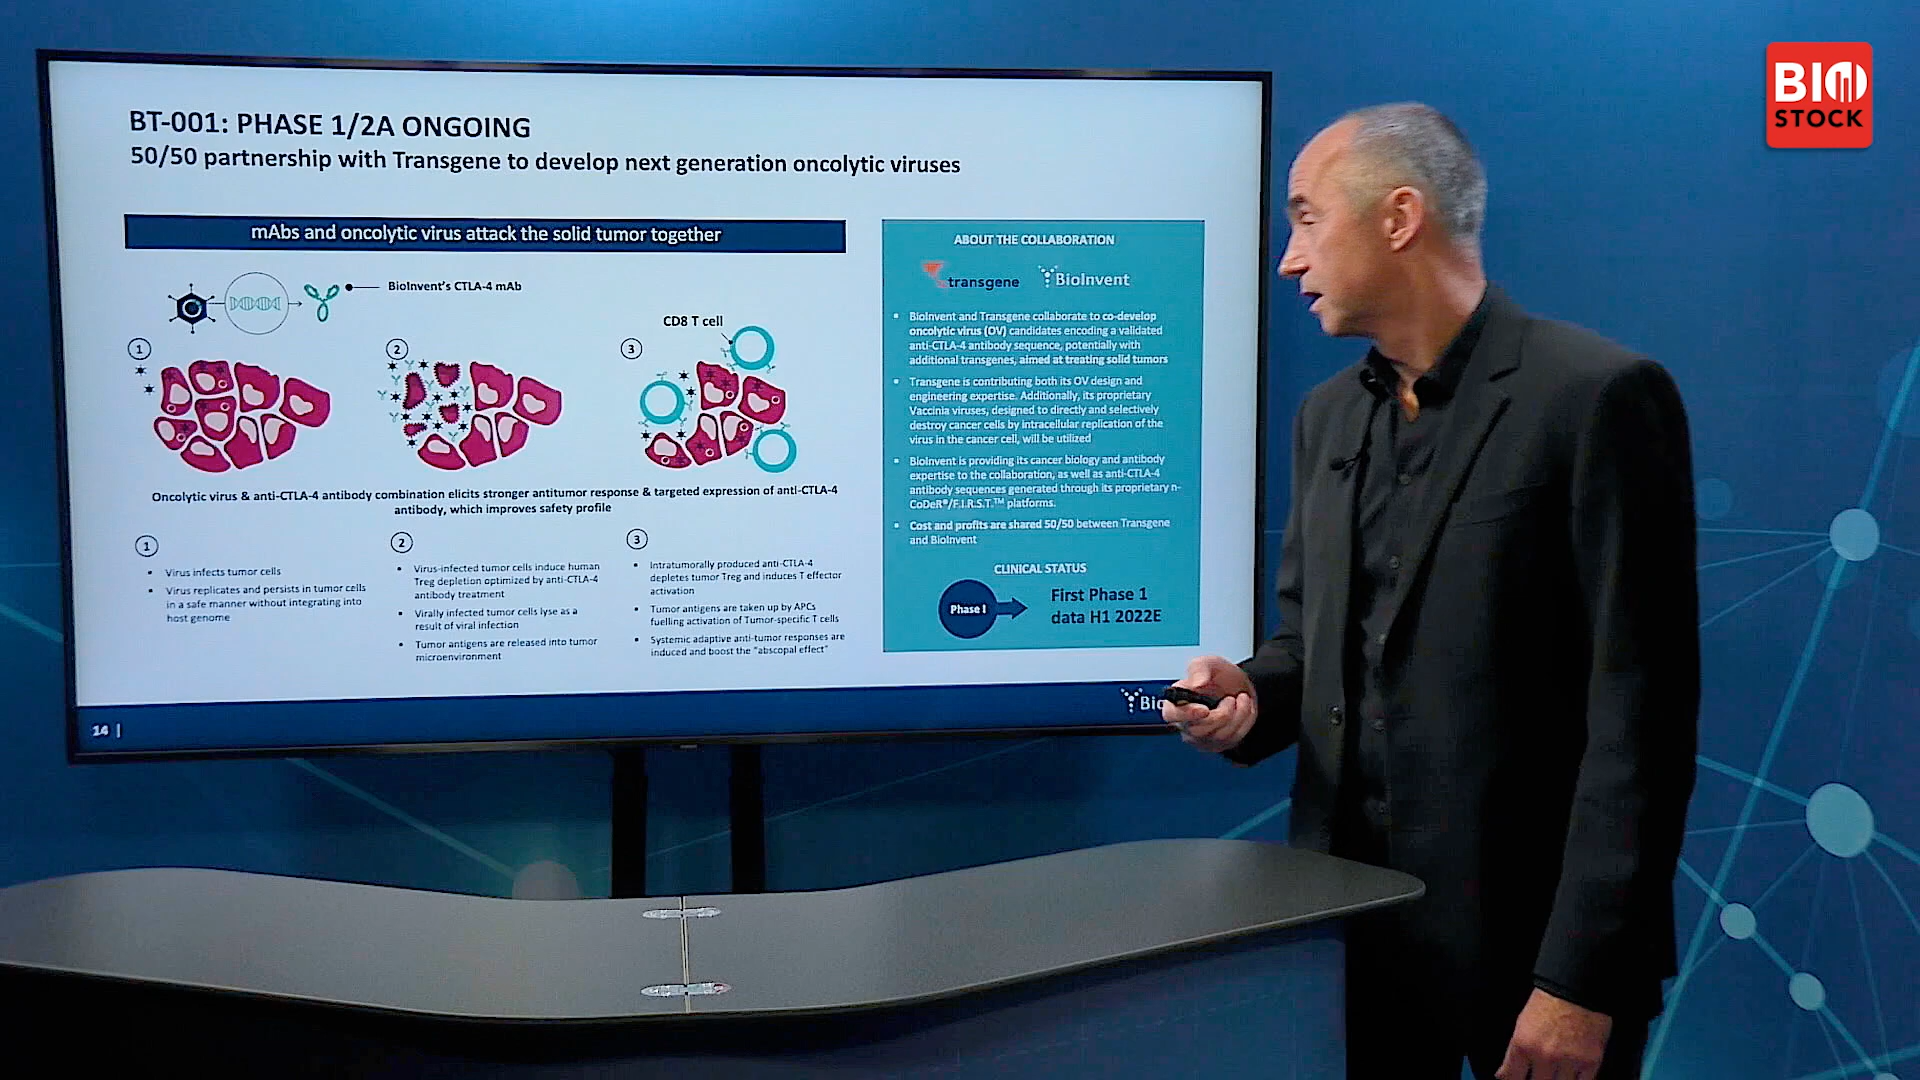 BIO
STOCK
BT-001: PHASE 1/2A ONGOING
50/50 partnership with Transgene to develop next generation oncolytic viruses
mAbs and oncolytic virus attack the solid tumor together
BioInvent's CTLA-4 mAb
CD8 T cell
1
2
3
Oncolytic virus & anti-CTLA-4 antibody combination elicits stronger antitumor response & targeted expression of anti-CTLA-4
antibody, which improves safety profile
1
• Virus infects tumor cells
• Virus replicates and persists in tumor cells
in a safe manner without integrating into
host genome
2
• Virus-infected tumor cells induce human
Treg depletion optimized by anti-CTLA-4
antibody treatment
• Virally infected tumor cells lyse as a
result of viral infection
• Tumor antigens are released into tumor
microenvironment
3
• Intratumorally produced anti-CTLA-4
depletes tumor Treg and induces T effector
activation
• Tumor antigens are taken up by APCs
fuelling activation of Tumor-specific T cells
• Systemic adaptive anti-tumor responses are
induced and boost the "abscopal effect"
ABOUT THE COLLABORATION
transgene
BioInvent
• BioInvent and Transgene collaborate to co-develop
oncolytic virus (OV) candidates encoding a validated
anti-CTLA-4 antibody sequence, potentially with
additional transgenes, aimed at treating solid tumors
• Transgene is contributing both its OV design and
engineering expertise. Additionally, its proprietary
Vaccinia viruses, designed to directly and selectively
destroy cancer cells by intracellular replication of the
virus in the cancer cell, will be utilized
• BioInvent is providing its cancer biology and antibody
expertise to the collaboration, as well as anti-CTLA-4
antibody sequences generated through its proprietary n-
CoDeR®/F.I.R.S.T.™ platforms.
• Cost and profits are shared 50/50 between Transgene
and BioInvent
CLINICAL STATUS
Phase I
First Phase 1
data H1 2022E
14 |
Bio